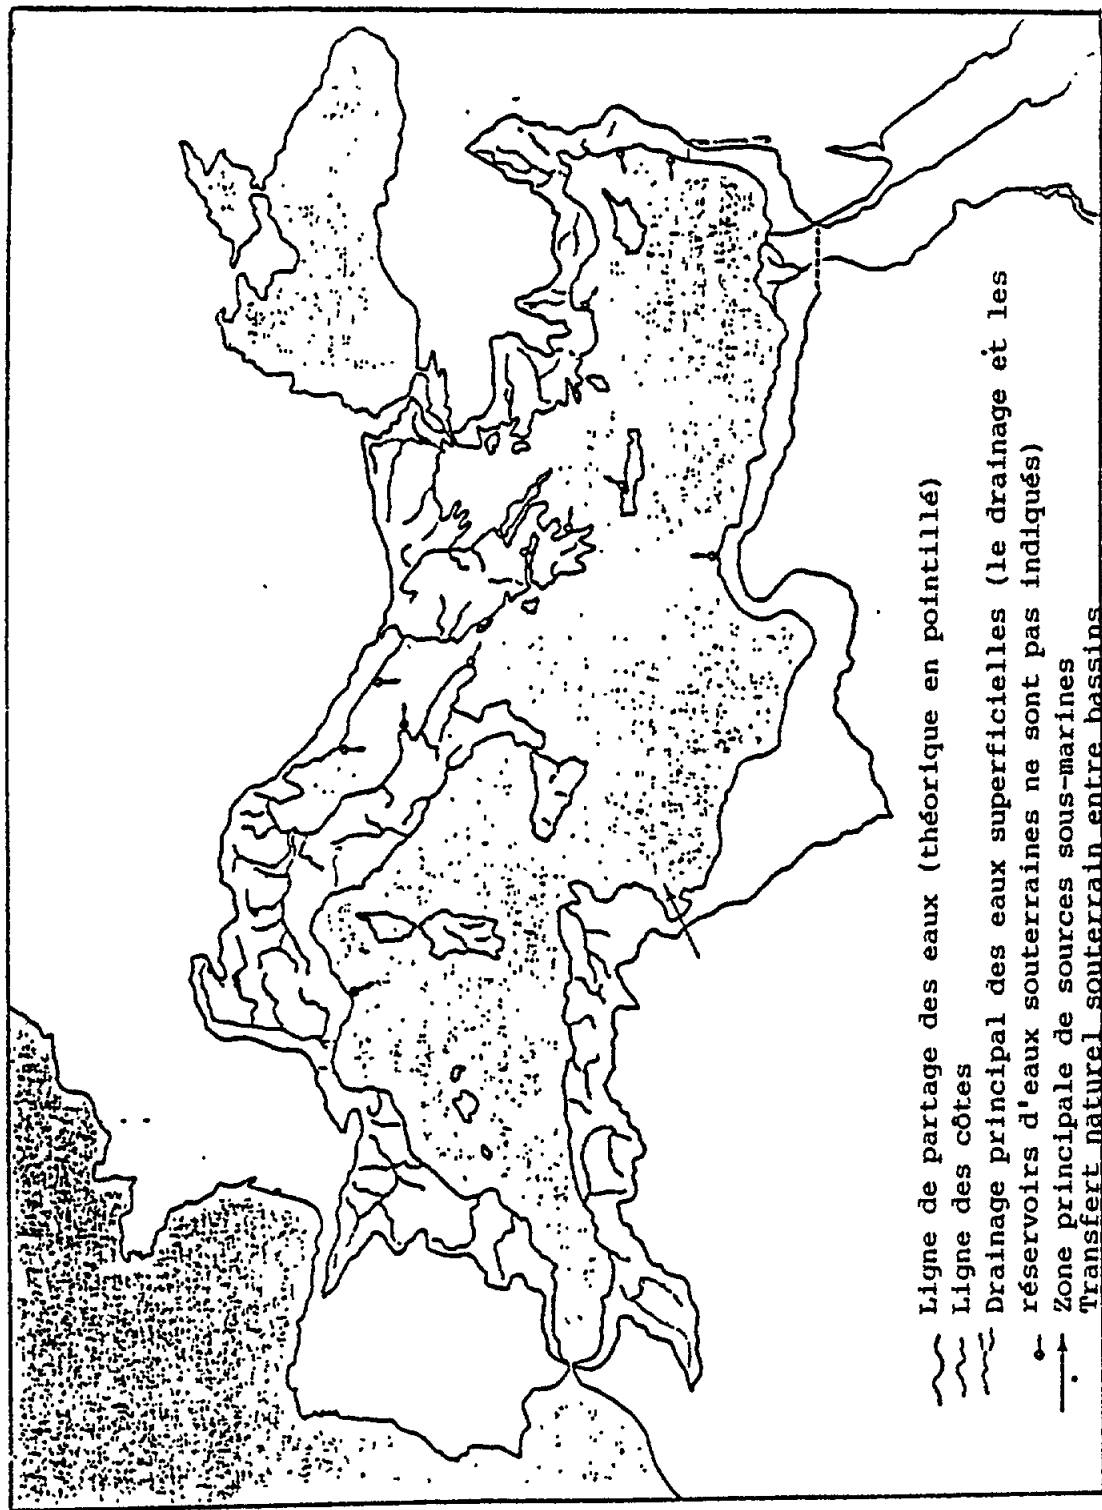 Ligne de partage des eaux (théorique en pointillé)
Ligne des côtes
Drainage principal des eaux superficielles (le drainage et les
réservoirs d'eaux souterraines ne sont pas indiqués)
Zone principale de sources sous-marines
Transfert naturel souterrain entre bassins